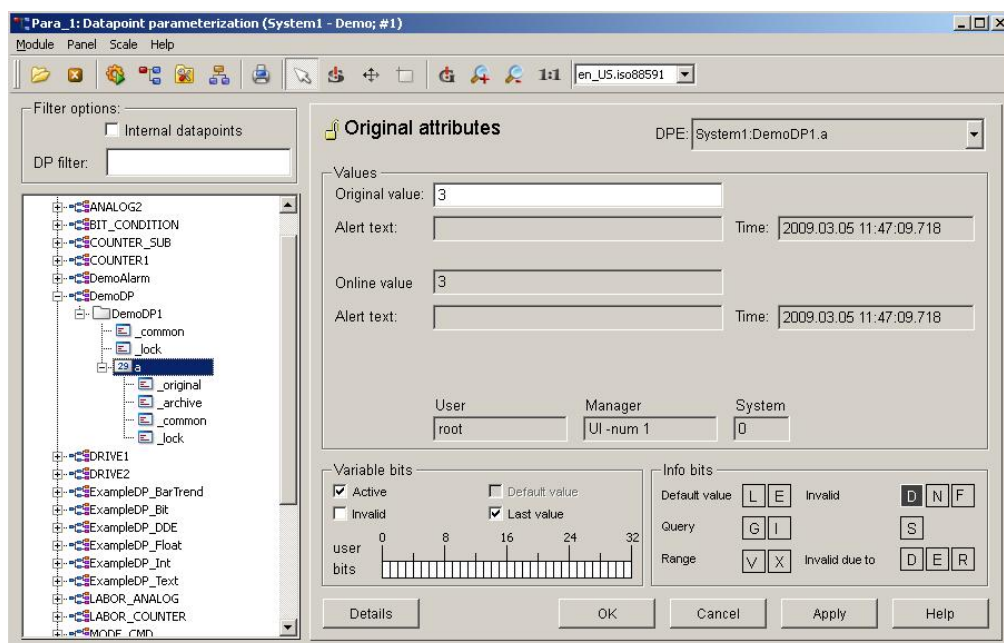 Para_1: Datapoint parameterization (System1 - Demo; #1)
Module Panel Scale Help
1:1 en_US.iso88591
Filter options:
Internal datapoints
DP filter:
ANALOG2
BIT_CONDITION
COUNTER_SUB
COUNTER1
DemoAlarm
DemoDP
DemoDP1
_common
_lock
29 a
_original
_archive
_common
_lock
DRIVE1
DRIVE2
ExampleDP_BarTrend
ExampleDP_Bit
ExampleDP_DDE
ExampleDP_Float
ExampleDP_Int
ExampleDP_Text
LABOR_ANALOG
LABOR_COUNTER
MODE_CMD
Original attributes
DPE: System1:DemoDP1.a
Values
Original value: 3
Alert text: Time: 2009.03.05 11:47:09.718
Online value 3
Alert text: Time: 2009.03.05 11:47:09.718
User Manager System
root UI -num 1 0
Variable bits
Active Default value
Invalid Last value
0 8 16 24 32
user
bits
Info bits
Default value L E Invalid D N F
Query G I S
Range V X Invalid due to D E R
Details OK Cancel Apply Help